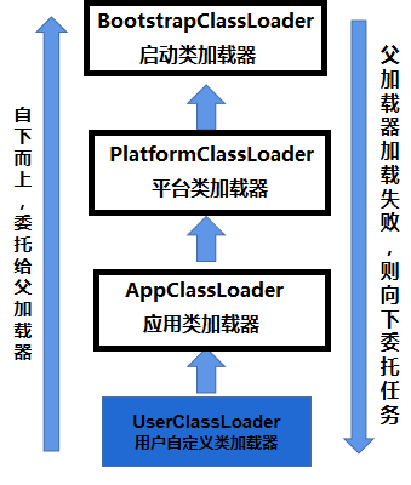 BootstrapClassLoader
启动类加载器
PlatformClassLoader
平台类加载器
AppClassLoader
应用类加载器
UserClassLoader
用户自定义类加载器
自下而上，委托给父加载器
父加载器加载失败，则向下委托任务